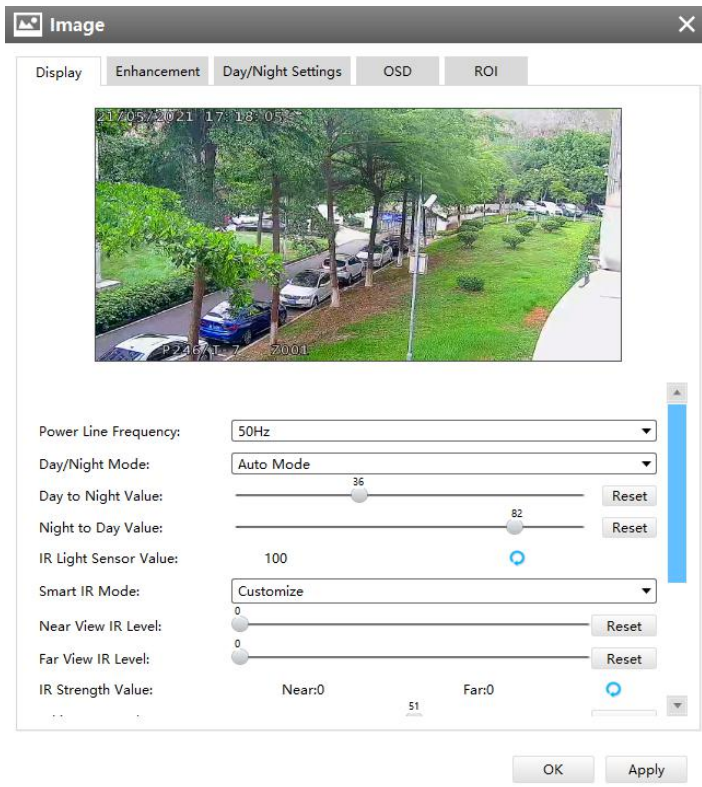 Image
Display Enhancement Day/Night Settings OSD ROI
21/05/2021 17:18:05
P246/T-7 Z001
Power Line Frequency: 50Hz
Day/Night Mode: Auto Mode
36
Day to Night Value: Reset
82
Night to Day Value: Reset
IR Light Sensor Value: 100
Smart IR Mode: Customize
0
Near View IR Level: Reset
0
Far View IR Level: Reset
IR Strength Value: Near:0 Far:0
51
OK Apply